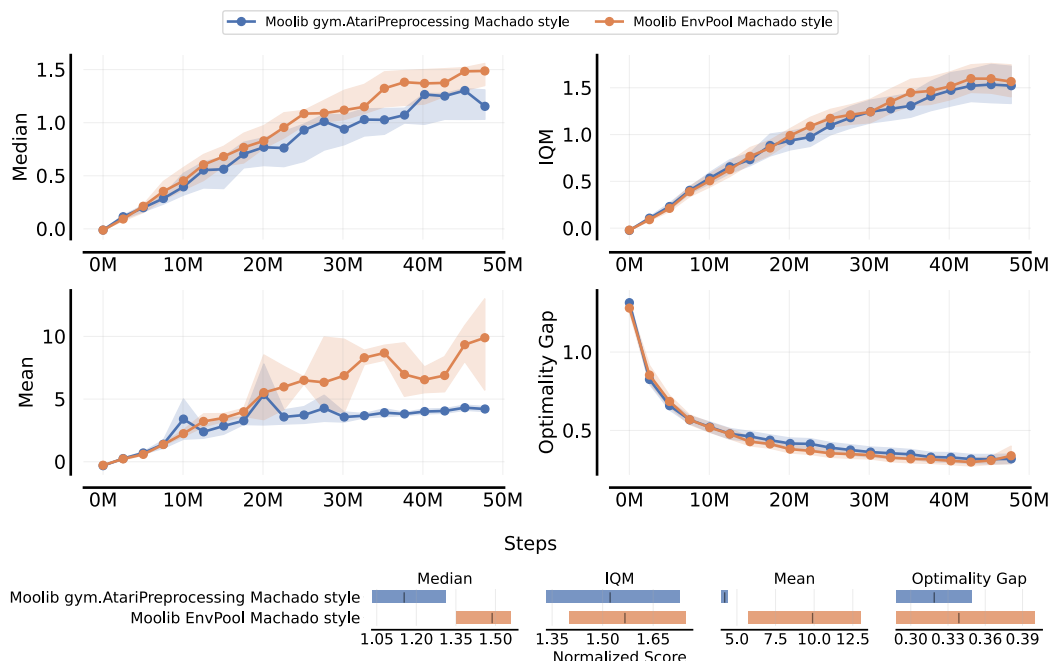 Moolib gym.AtariPreprocessing Machado style Moolib EnvPool Machado style
Median
1.5
1.0
0.5
0.0
0M 10M 20M 30M 40M 50M
IQM
1.5
1.0
0.5
0.0
0M 10M 20M 30M 40M 50M
Mean
10
5
0
0M 10M 20M 30M 40M 50M
Optimality Gap
1.0
0.5
0M 10M 20M 30M 40M 50M
Steps
Median IQM Mean Optimality Gap
Moolib gym.AtariPreprocessing Machado style
Moolib EnvPool Machado style
1.05 1.20 1.35 1.50 1.35 1.50 1.65 5.0 7.5 10.0 12.5 0.30 0.33 0.36 0.39
Normalized Score